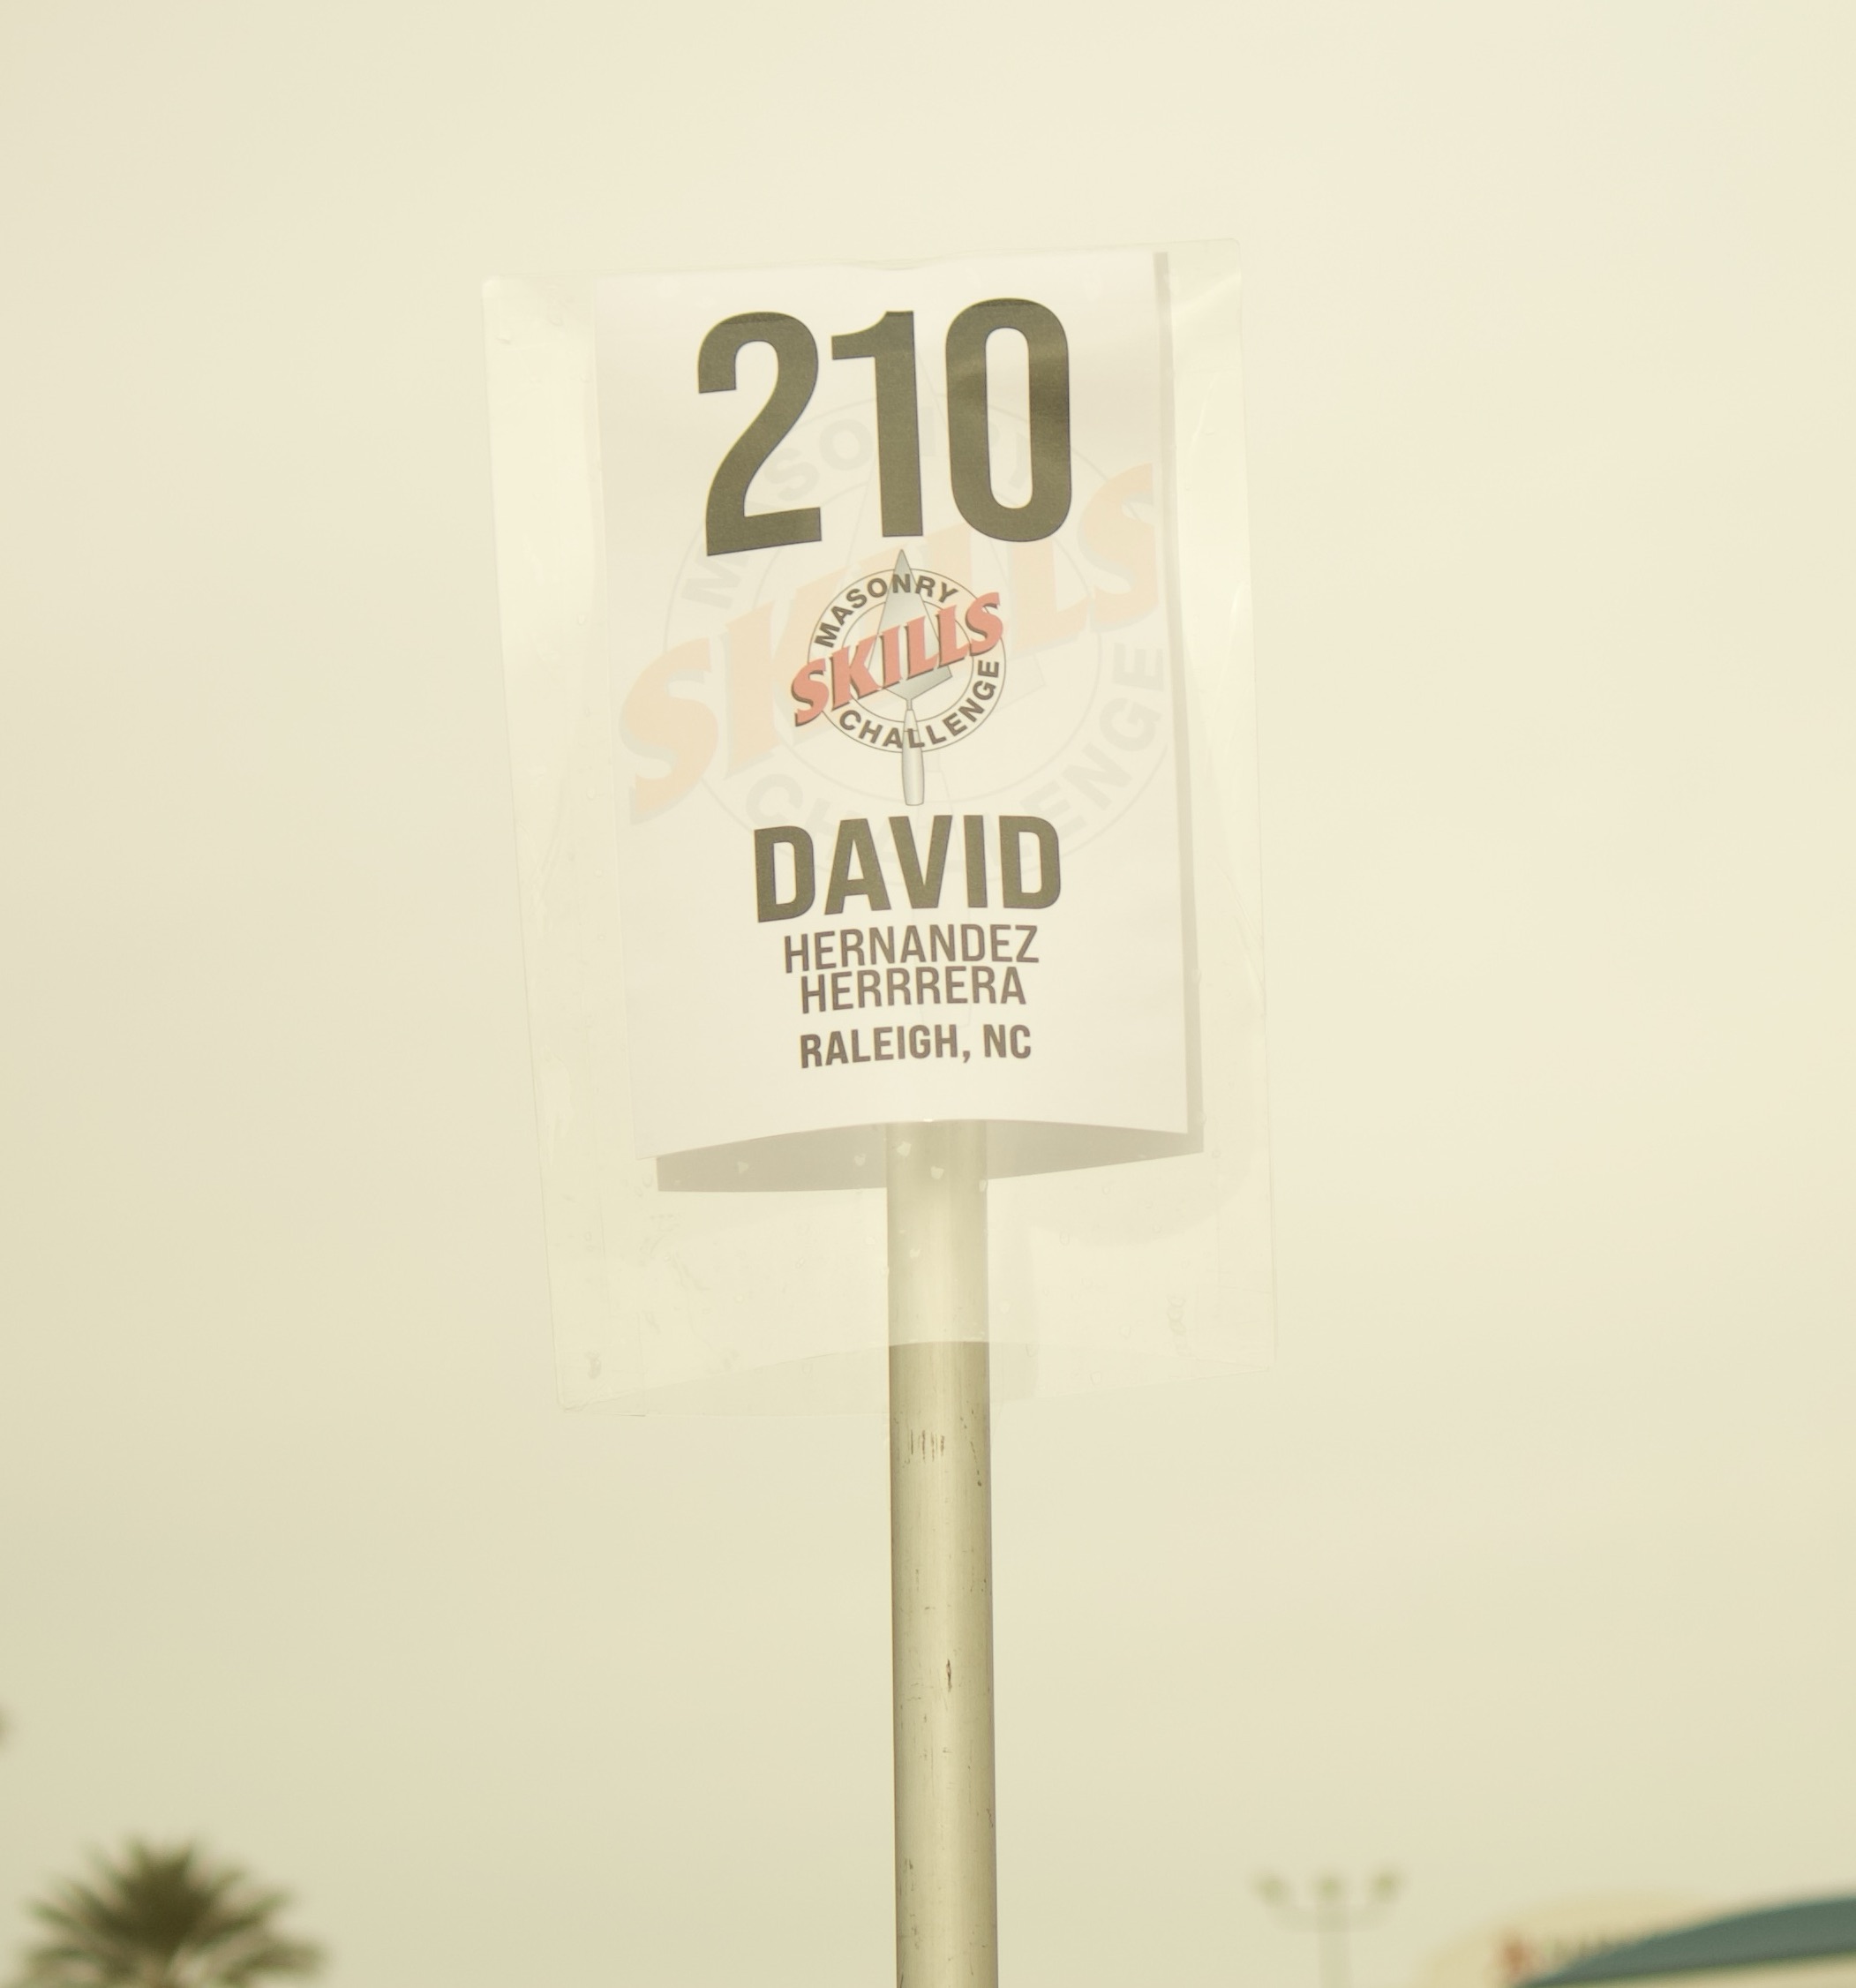 210
MASONRY
SKILLS
CHALLENGE
DAVID
HERNANDEZ
HERRRERA
RALEIGH, NC